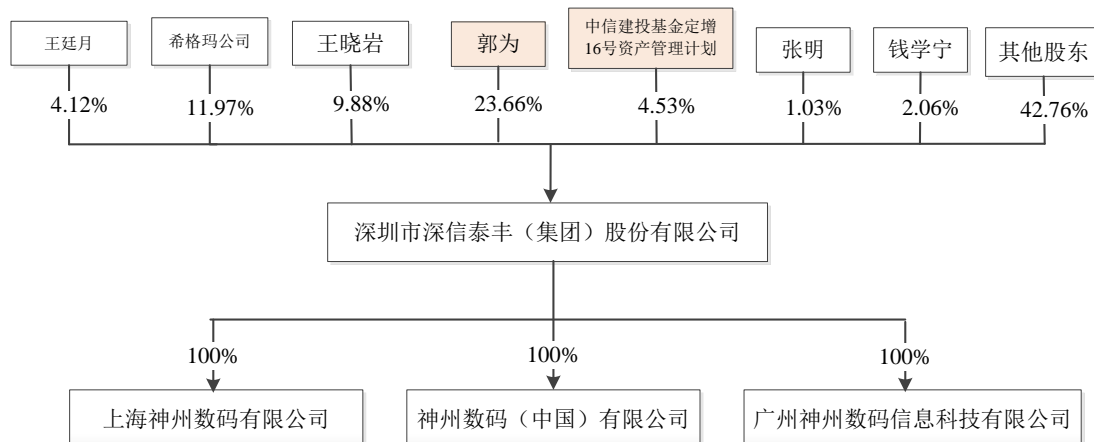 王廷月
希格玛公司
王晓岩
郭为
中信建投基金定增
16号资产管理计划
张明
钱学宁
其他股东
4.12%
11.97%
9.88%
23.66%
4.53%
1.03%
2.06%
42.76%
深圳市深信泰丰（集团）股份有限公司
100%
100%
100%
上海神州数码有限公司
神州数码（中国）有限公司
广州神州数码信息科技有限公司